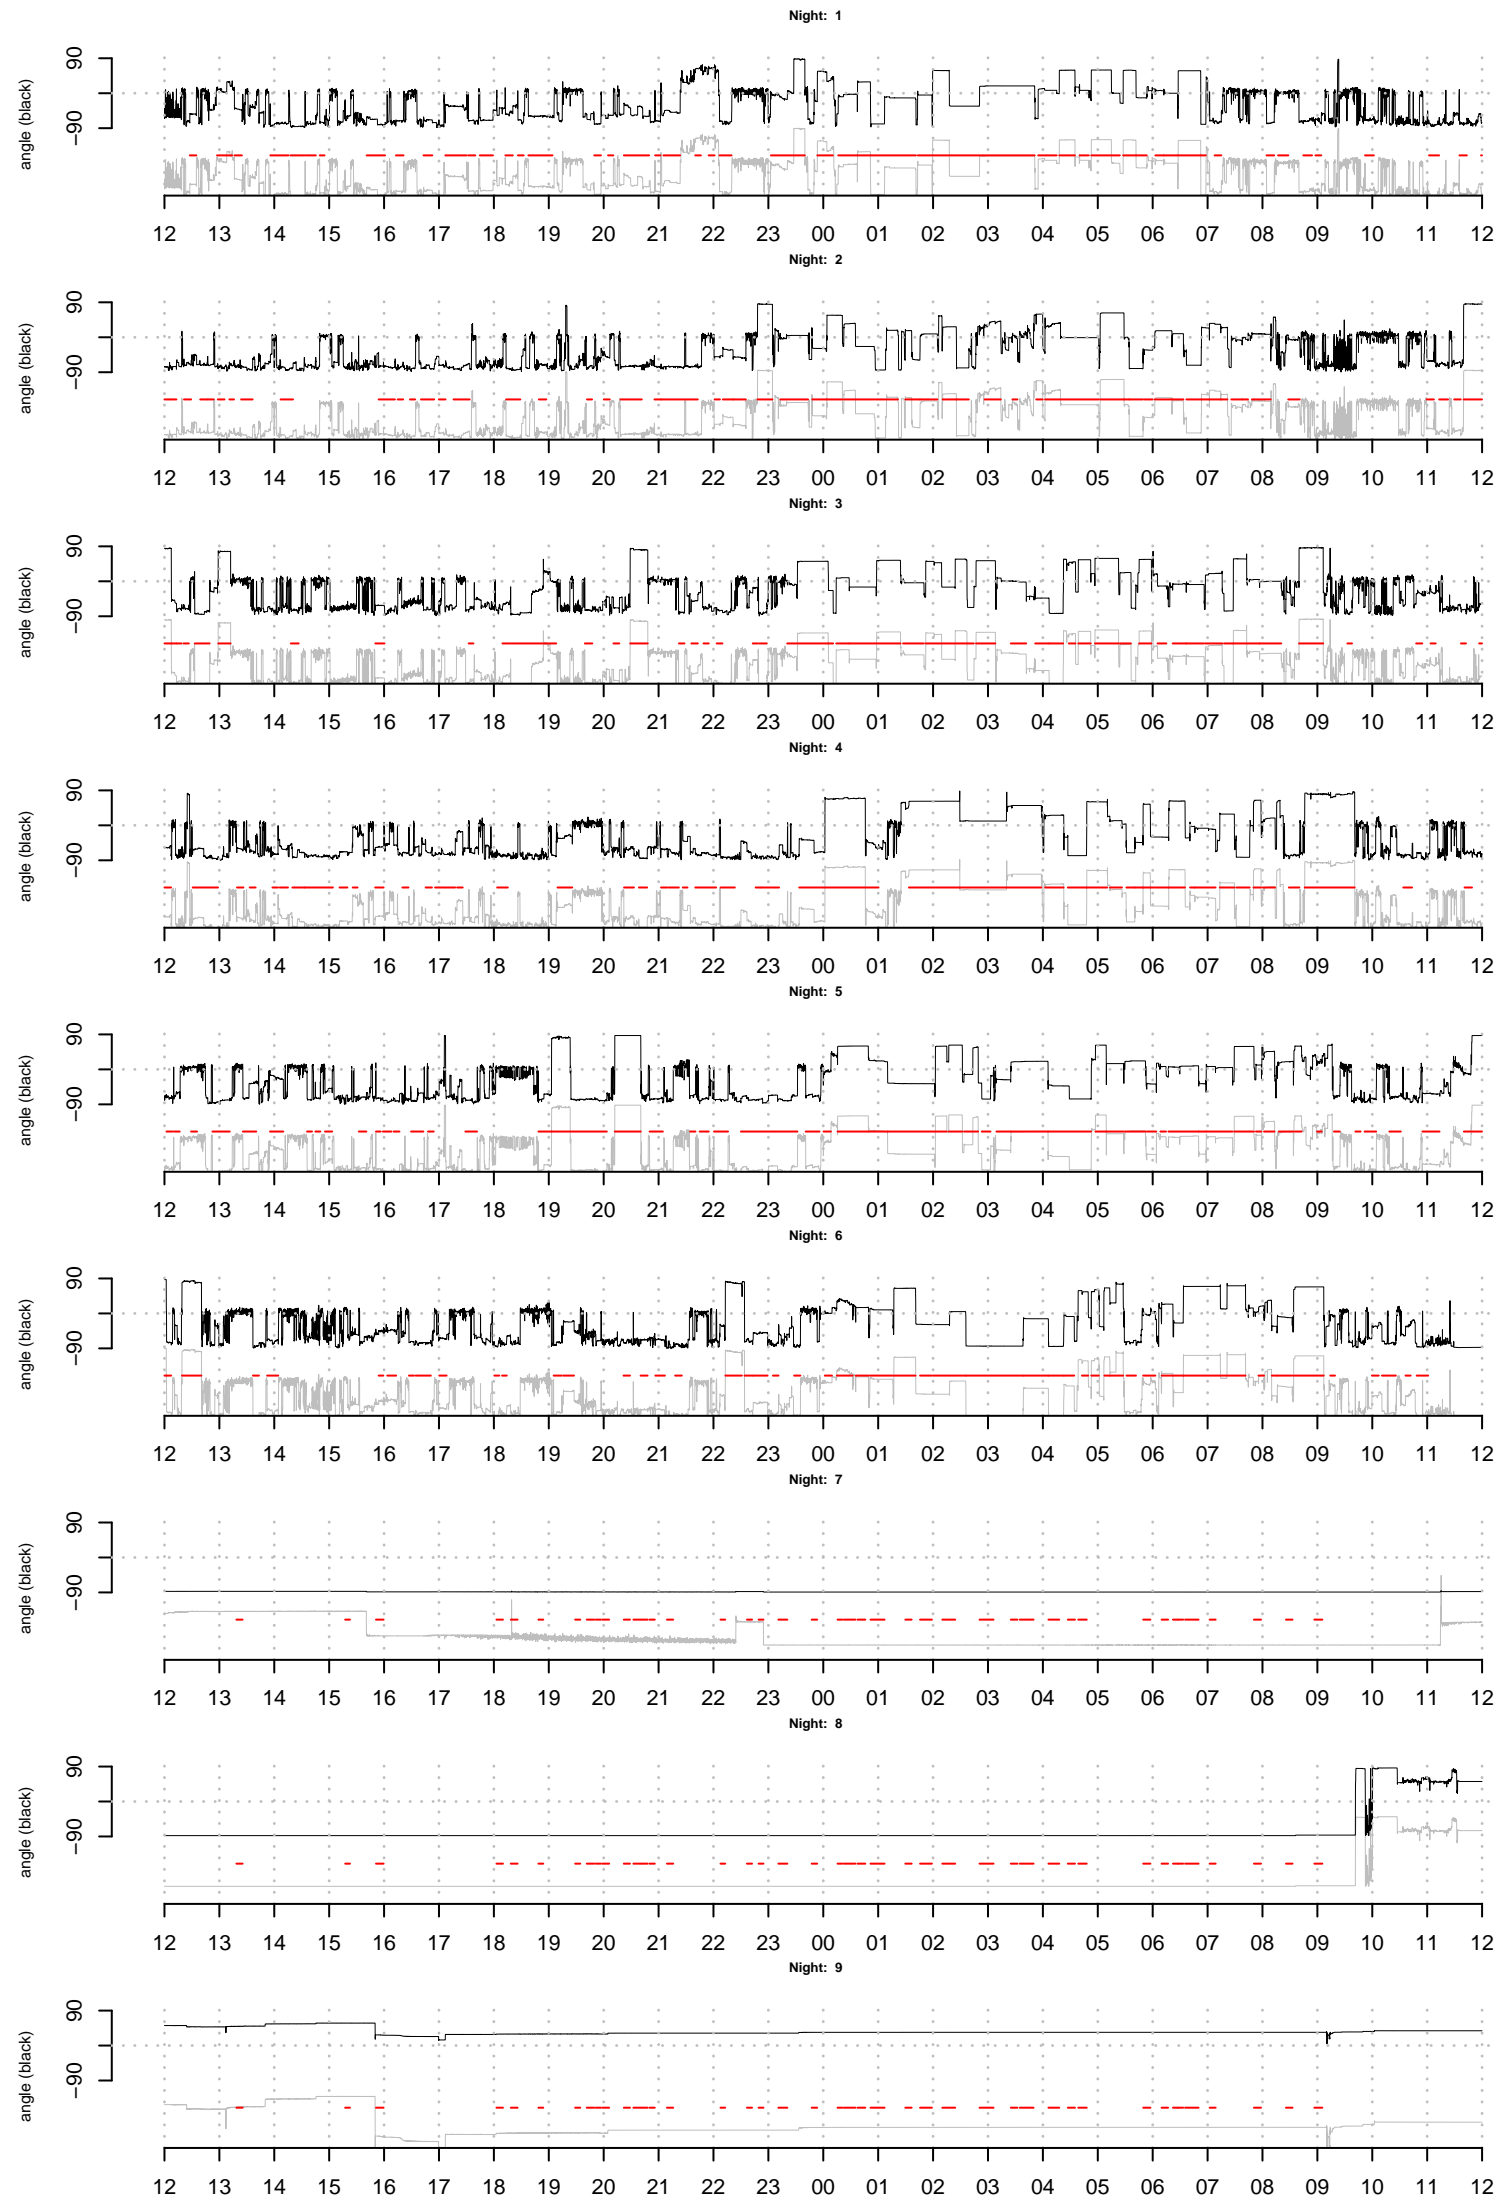 Night: 1
90
-90
angle (black)
12 13 14 15 16 17 18 19 20 21 22 23 00 01 02 03 04 05 06 07 08 09 10 11 12
Night: 2
90
-90
angle (black)
12 13 14 15 16 17 18 19 20 21 22 23 00 01 02 03 04 05 06 07 08 09 10 11 12
Night: 3
90
-90
angle (black)
12 13 14 15 16 17 18 19 20 21 22 23 00 01 02 03 04 05 06 07 08 09 10 11 12
Night: 4
90
-90
angle (black)
12 13 14 15 16 17 18 19 20 21 22 23 00 01 02 03 04 05 06 07 08 09 10 11 12
Night: 5
90
-90
angle (black)
12 13 14 15 16 17 18 19 20 21 22 23 00 01 02 03 04 05 06 07 08 09 10 11 12
Night: 6
90
-90
angle (black)
12 13 14 15 16 17 18 19 20 21 22 23 00 01 02 03 04 05 06 07 08 09 10 11 12
Night: 7
90
-90
angle (black)
12 13 14 15 16 17 18 19 20 21 22 23 00 01 02 03 04 05 06 07 08 09 10 11 12
Night: 8
90
-90
angle (black)
12 13 14 15 16 17 18 19 20 21 22 23 00 01 02 03 04 05 06 07 08 09 10 11 12
Night: 9
90
-90
angle (black)
12 13 14 15 16 17 18 19 20 21 22 23 00 01 02 03 04 05 06 07 08 09 10 11 12